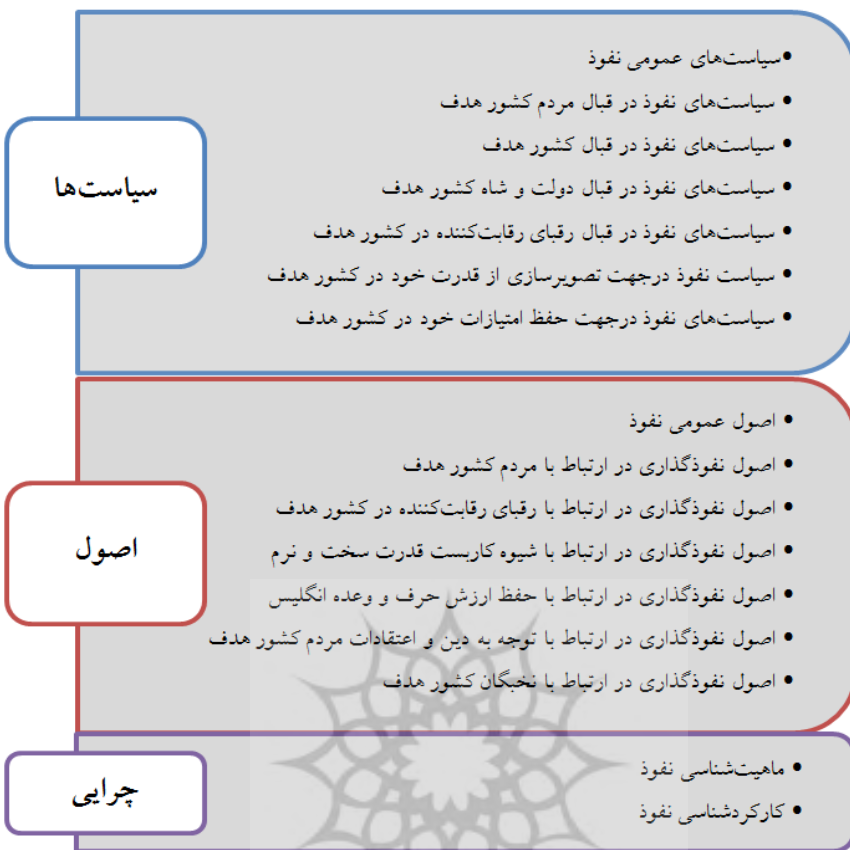 سیاست‌ها
•سیاست‌های عمومی نفوذ
• سیاست‌های نفوذ در قبال مردم کشور هدف
• سیاست‌های نفوذ در قبال کشور هدف
• سیاست‌های نفوذ در قبال دولت و شاه کشور هدف
• سیاست‌های نفوذ در قبال رقبای رقابت‌کننده در کشور هدف
• سیاست نفوذ درجهت تصویرسازی از قدرت خود در کشور هدف
• سیاست‌های نفوذ درجهت حفظ امتیازات خود در کشور هدف
اصول
• اصول عمومی نفوذ
• اصول نفوذگذاری در ارتباط با مردم کشور هدف
• اصول نفوذگذاری در ارتباط با رقبای رقابت‌کننده در کشور هدف
• اصول نفوذگذاری در ارتباط با شیوه کاربست قدرت سخت و نرم
• اصول نفوذگذاری در ارتباط با حفظ ارزش حرف و وعده انگلیس
• اصول نفوذگذاری در ارتباط با توجه به دین و اعتقادات مردم کشور هدف
• اصول نفوذگذاری در ارتباط با نخبگان کشور هدف
چرایی
• ماهیت‌شناسی نفوذ
• کارکردشناسی نفوذ